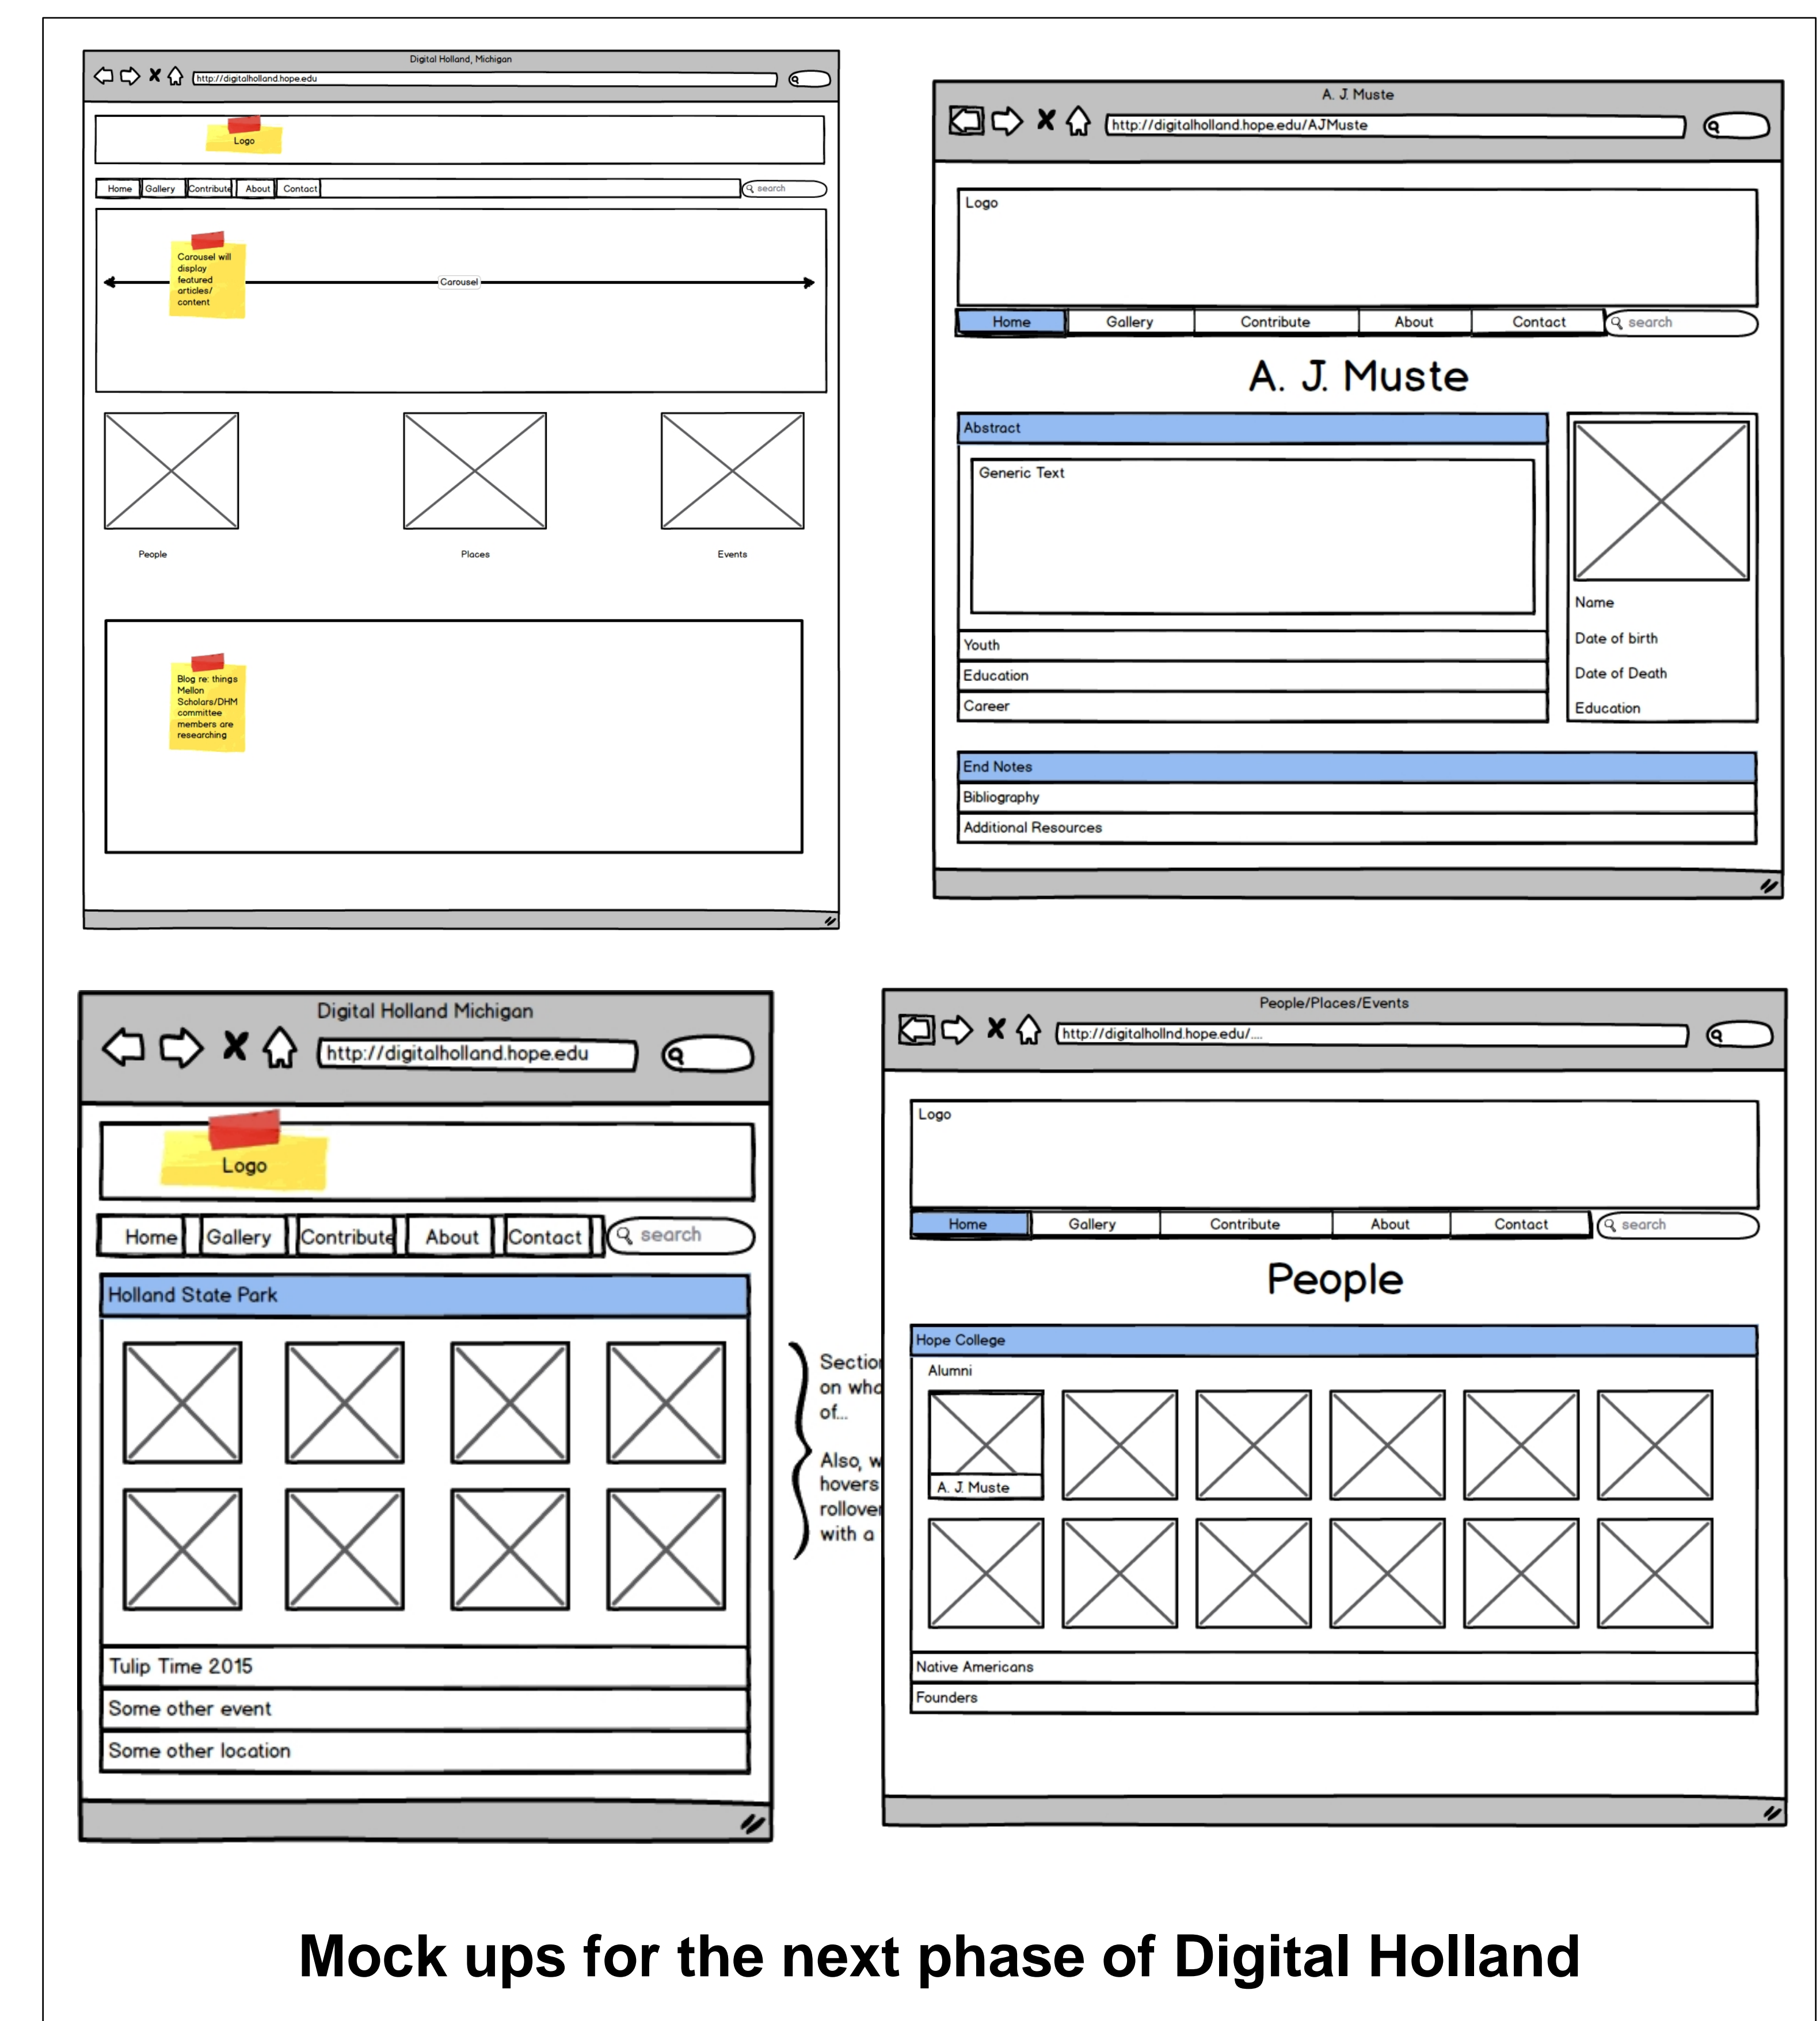 Digital Holland, Michigan
http://digitalholland.hope.edu
Logo
Home Gallery Contribute About Contact search
Carousel will
display
featured
articles/
content
Carousel
People Places Events
Blog re: things
Mellon
Scholars/DHM
committee
members are
researching
A. J. Muste
http://digitalholland.hope.edu/AJMuste
Logo
Home Gallery Contribute About Contact search
A. J. Muste
Abstract
Generic Text
Youth
Education
Career
Name
Date of birth
Date of Death
Education
End Notes
Bibliography
Additional Resources
Digital Holland Michigan
http://digitalholland.hope.edu
Logo
Home Gallery Contribute About Contact search
Holland State Park
Tulip Time 2015
Some other event
Some other location
on
of...
Also,
hovers
with a
People/Places/Events
http://digitalhollnd.hope.edu/....
Logo
Home Gallery Contribute About Contact search
People
Hope College
Alumni
A. J. Muste
Native Americans
Founders
Mock ups for the next phase of Digital Holland